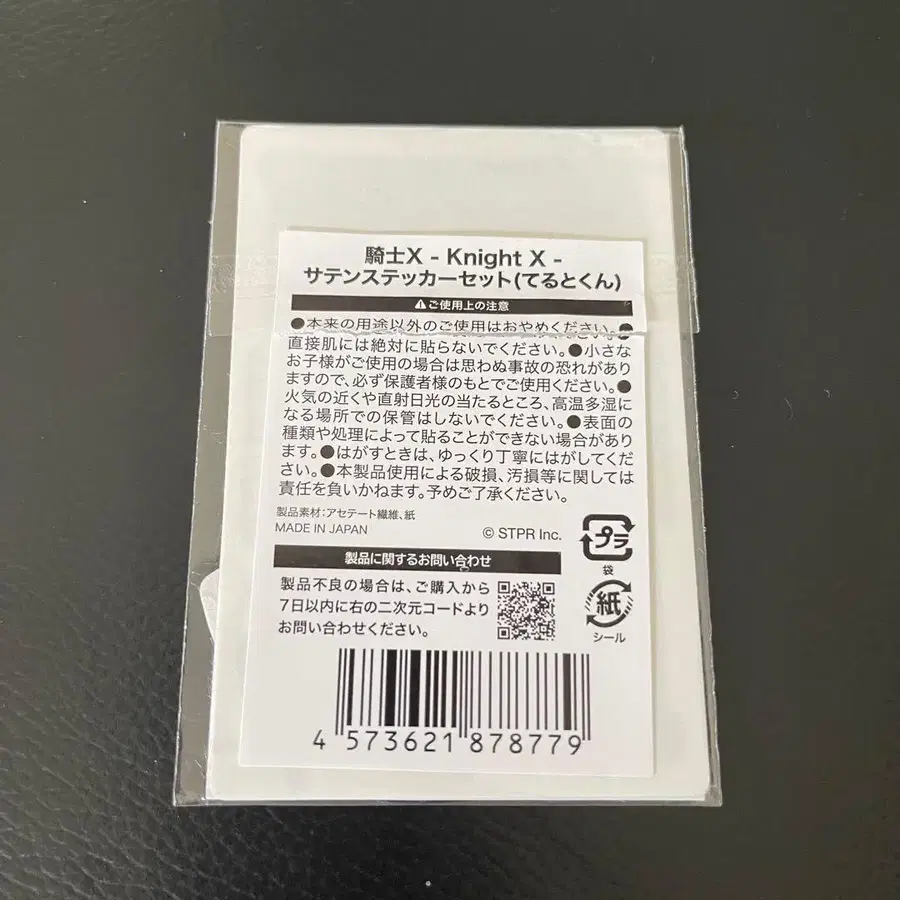 騎士X - Knight X -
サテンステッカーセット(てるとくん)
⚠ご使用上の注意
●本来の用途以外のご使用はおやめください。●
直接肌には絶対に貼らないでください。●小さな
お子様がご使用の場合は思わぬ事故の恐れがあり
ますので、必ず保護者様のもとでご使用ください。●
火気の近くや直射日光の当たるところ、高温多湿に
なる場所での保管はしないでください。●表面の
種類や処理によって貼ることができない場合があり
ます。●はがすときは、ゆっくり丁寧にはがしてくだ
さい。●本製品使用による破損、汚損等に関しては
責任を負いかねます。予めご了承ください。
製品素材:アセテート繊維、紙
MADE IN JAPAN
© STPR Inc.
プラ
袋
紙
シール
製品に関するお問い合わせ
製品不良の場合は、ご購入から
7日以内に右の二次元コードより
お問い合わせください。
4 573621 878779